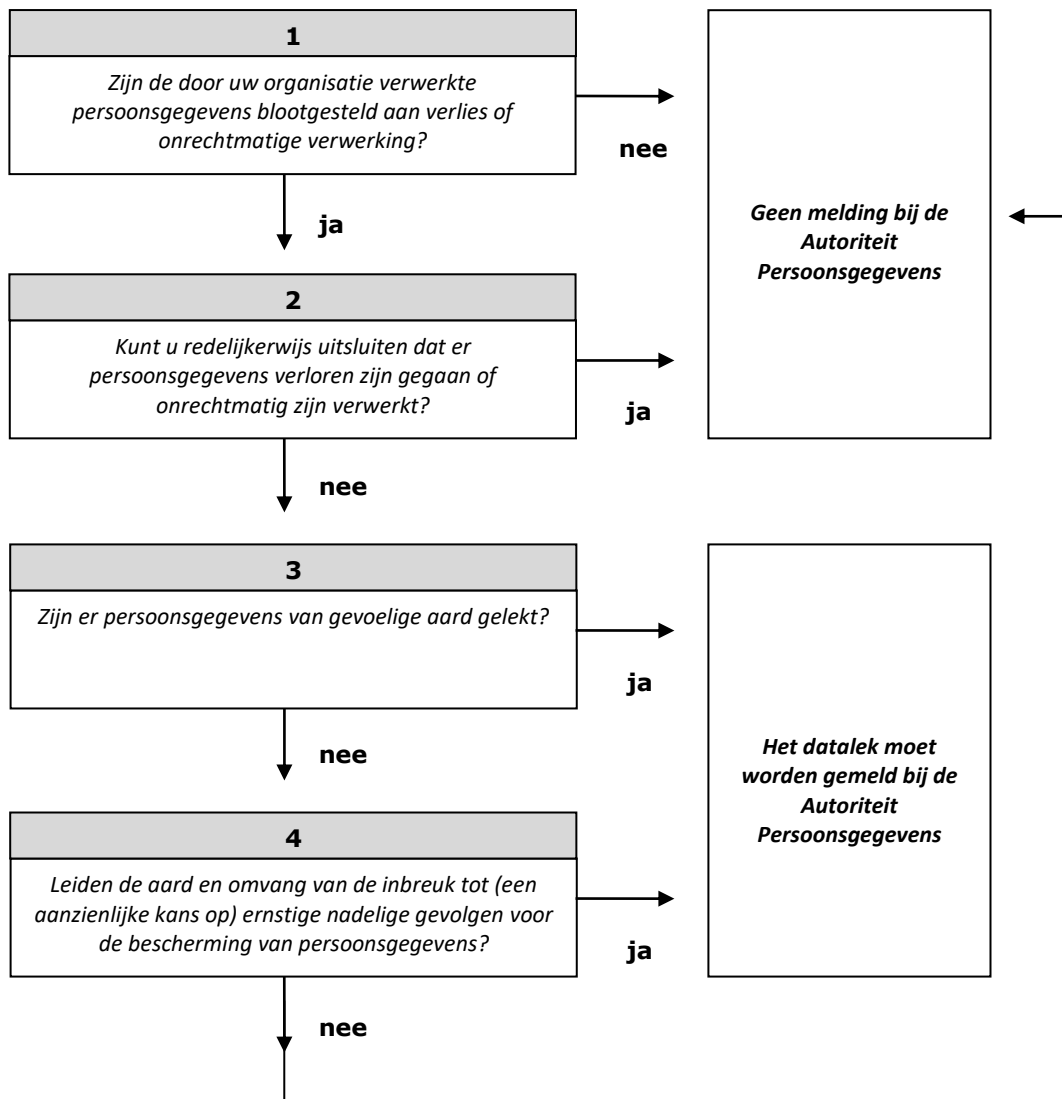 1
Zijn de door uw organisatie verwerkte
persoonsgegevens blootgesteld aan verlies of
onrechtmatige verwerking?
nee
ja
Geen melding bij de
Autoriteit
Persoonsgegevens
2
Kunt u redelijkerwijs uitsluiten dat er
persoonsgegevens verloren zijn gegaan of
onrechtmatig zijn verwerkt?
ja
nee
3
Zijn er persoonsgegevens van gevoelige aard gelekt?
ja
nee
Het datalek moet
worden gemeld bij de
Autoriteit
Persoonsgegevens
4
Leiden de aard en omvang van de inbreuk tot (een
aanzienlijke kans op) ernstige nadelige gevolgen voor
de bescherming van persoonsgegevens?
ja
nee